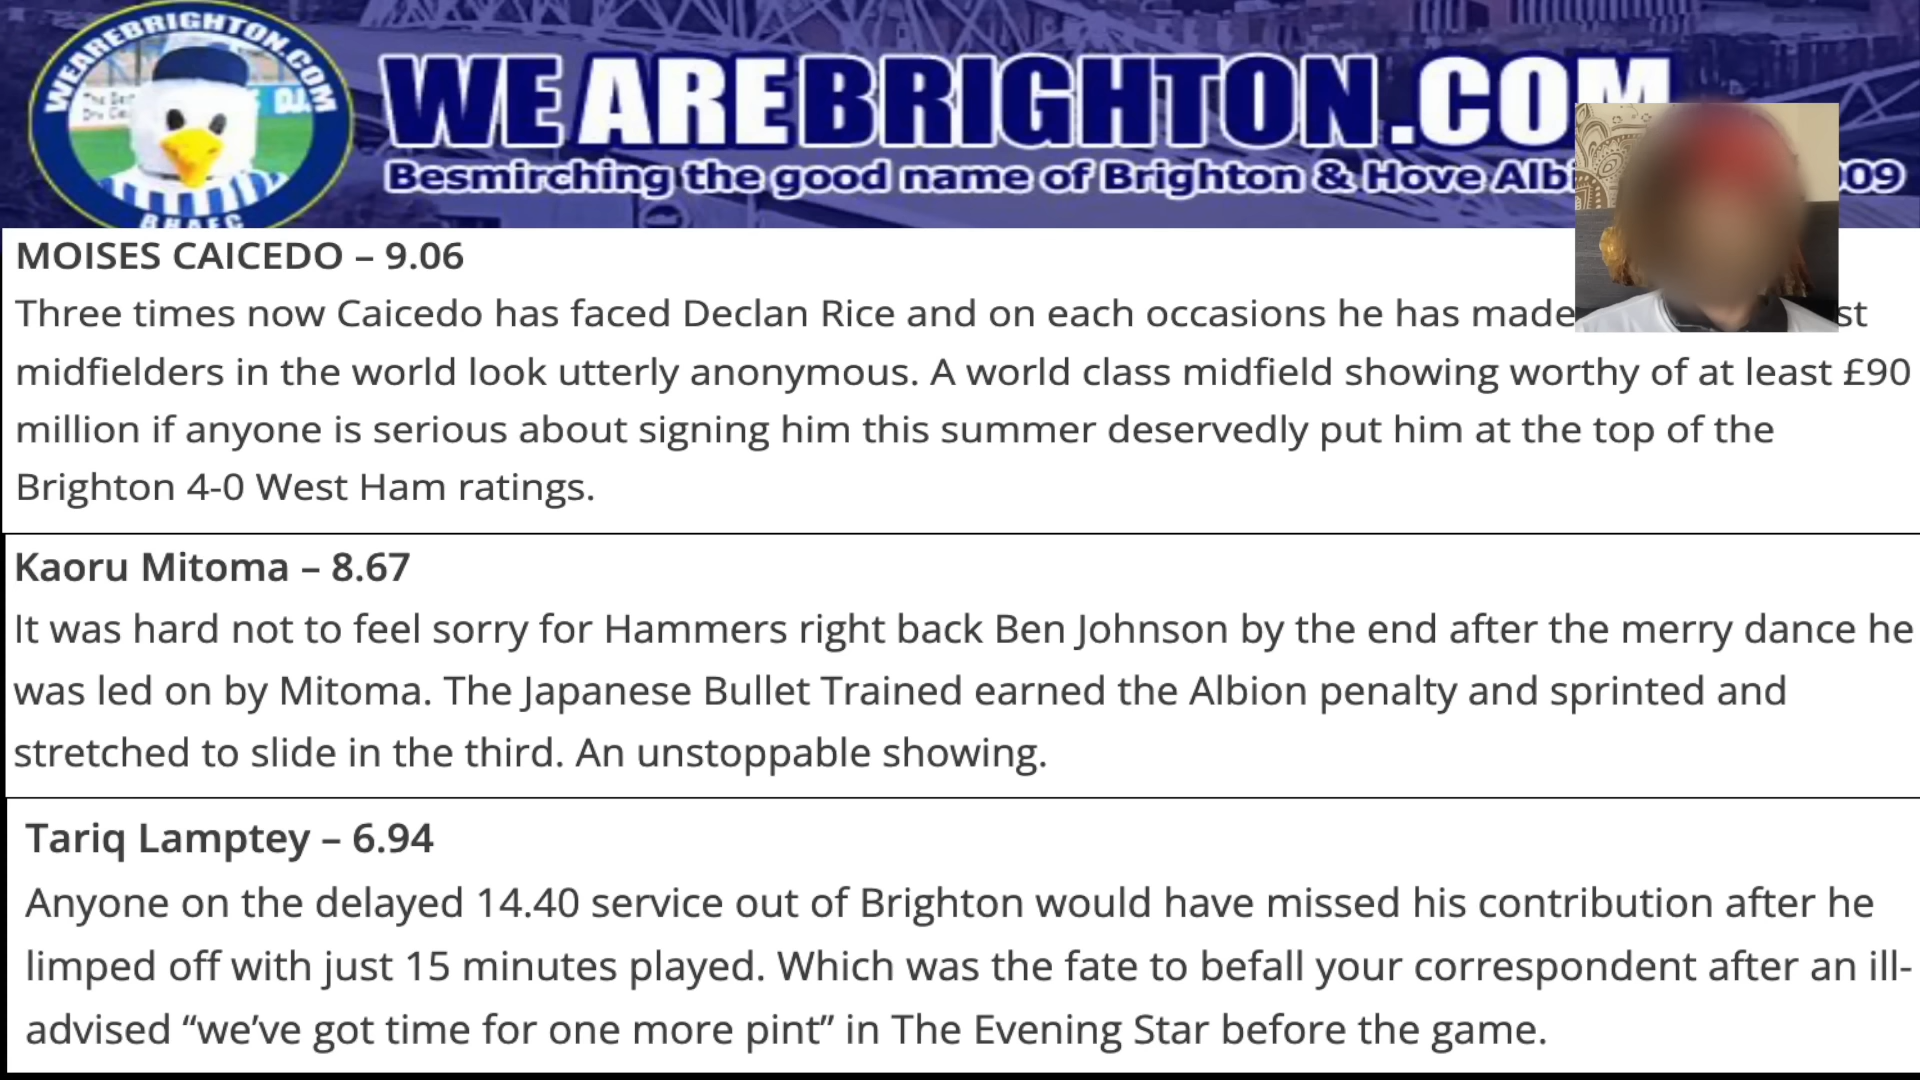 WEAREBRIGHTON.COM
BHAFC
WEAREBRIGHTON.COM
Besmirching the good name of Brighton & Hove
MOISES CAICEDO – 9.06
Three times now Caicedo has faced Declan Rice and on each occasions he has made
midfielders in the world look utterly anonymous. A world class midfield showing worthy of at least £90
million if anyone is serious about signing him this summer deservedly put him at the top of the
Brighton 4-0 West Ham ratings.
Kaoru Mitoma – 8.67
It was hard not to feel sorry for Hammers right back Ben Johnson by the end after the merry dance he
was led on by Mitoma. The Japanese Bullet Trained earned the Albion penalty and sprinted and
stretched to slide in the third. An unstoppable showing.
Tariq Lamptey – 6.94
Anyone on the delayed 14.40 service out of Brighton would have missed his contribution after he
limped off with just 15 minutes played. Which was the fate to befall your correspondent after an ill-
advised “we’ve got time for one more pint” in The Evening Star before the game.